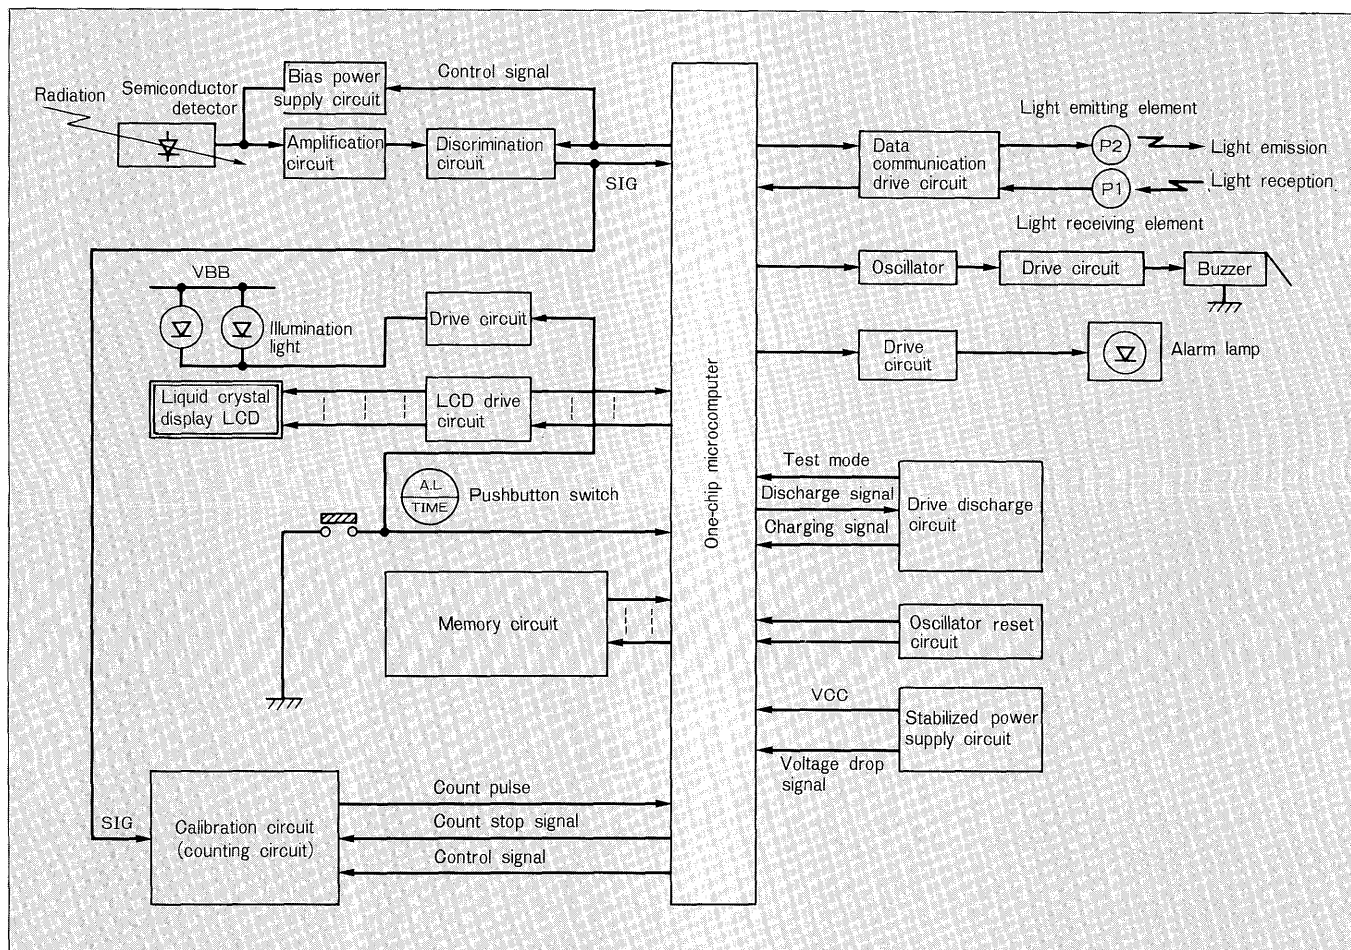 Radiation
Semiconductor
detector
Bias power
supply circuit
Control signal
Amplification
circuit
Discrimination
circuit
SIG
VBB
Illumination
light
Drive circuit
Liquid crystal
display LCD
LCD drive
circuit
A.L
TIME
Pushbutton switch
Memory circuit
SIG
Calibration circuit
(counting circuit)
Count pulse
Count stop signal
Control signal
One-chip microcomputer
Data
communication
drive circuit
Light emitting element
P2
Light emission
P1
Light reception
Light receiving element
Oscillator
Drive circuit
Buzzer
Drive
circuit
Alarm lamp
Test mode
Discharge signal
Charging signal
Drive discharge
circuit
Oscillator reset
circuit
VCC
Voltage drop
signal
Stabilized power
supply circuit